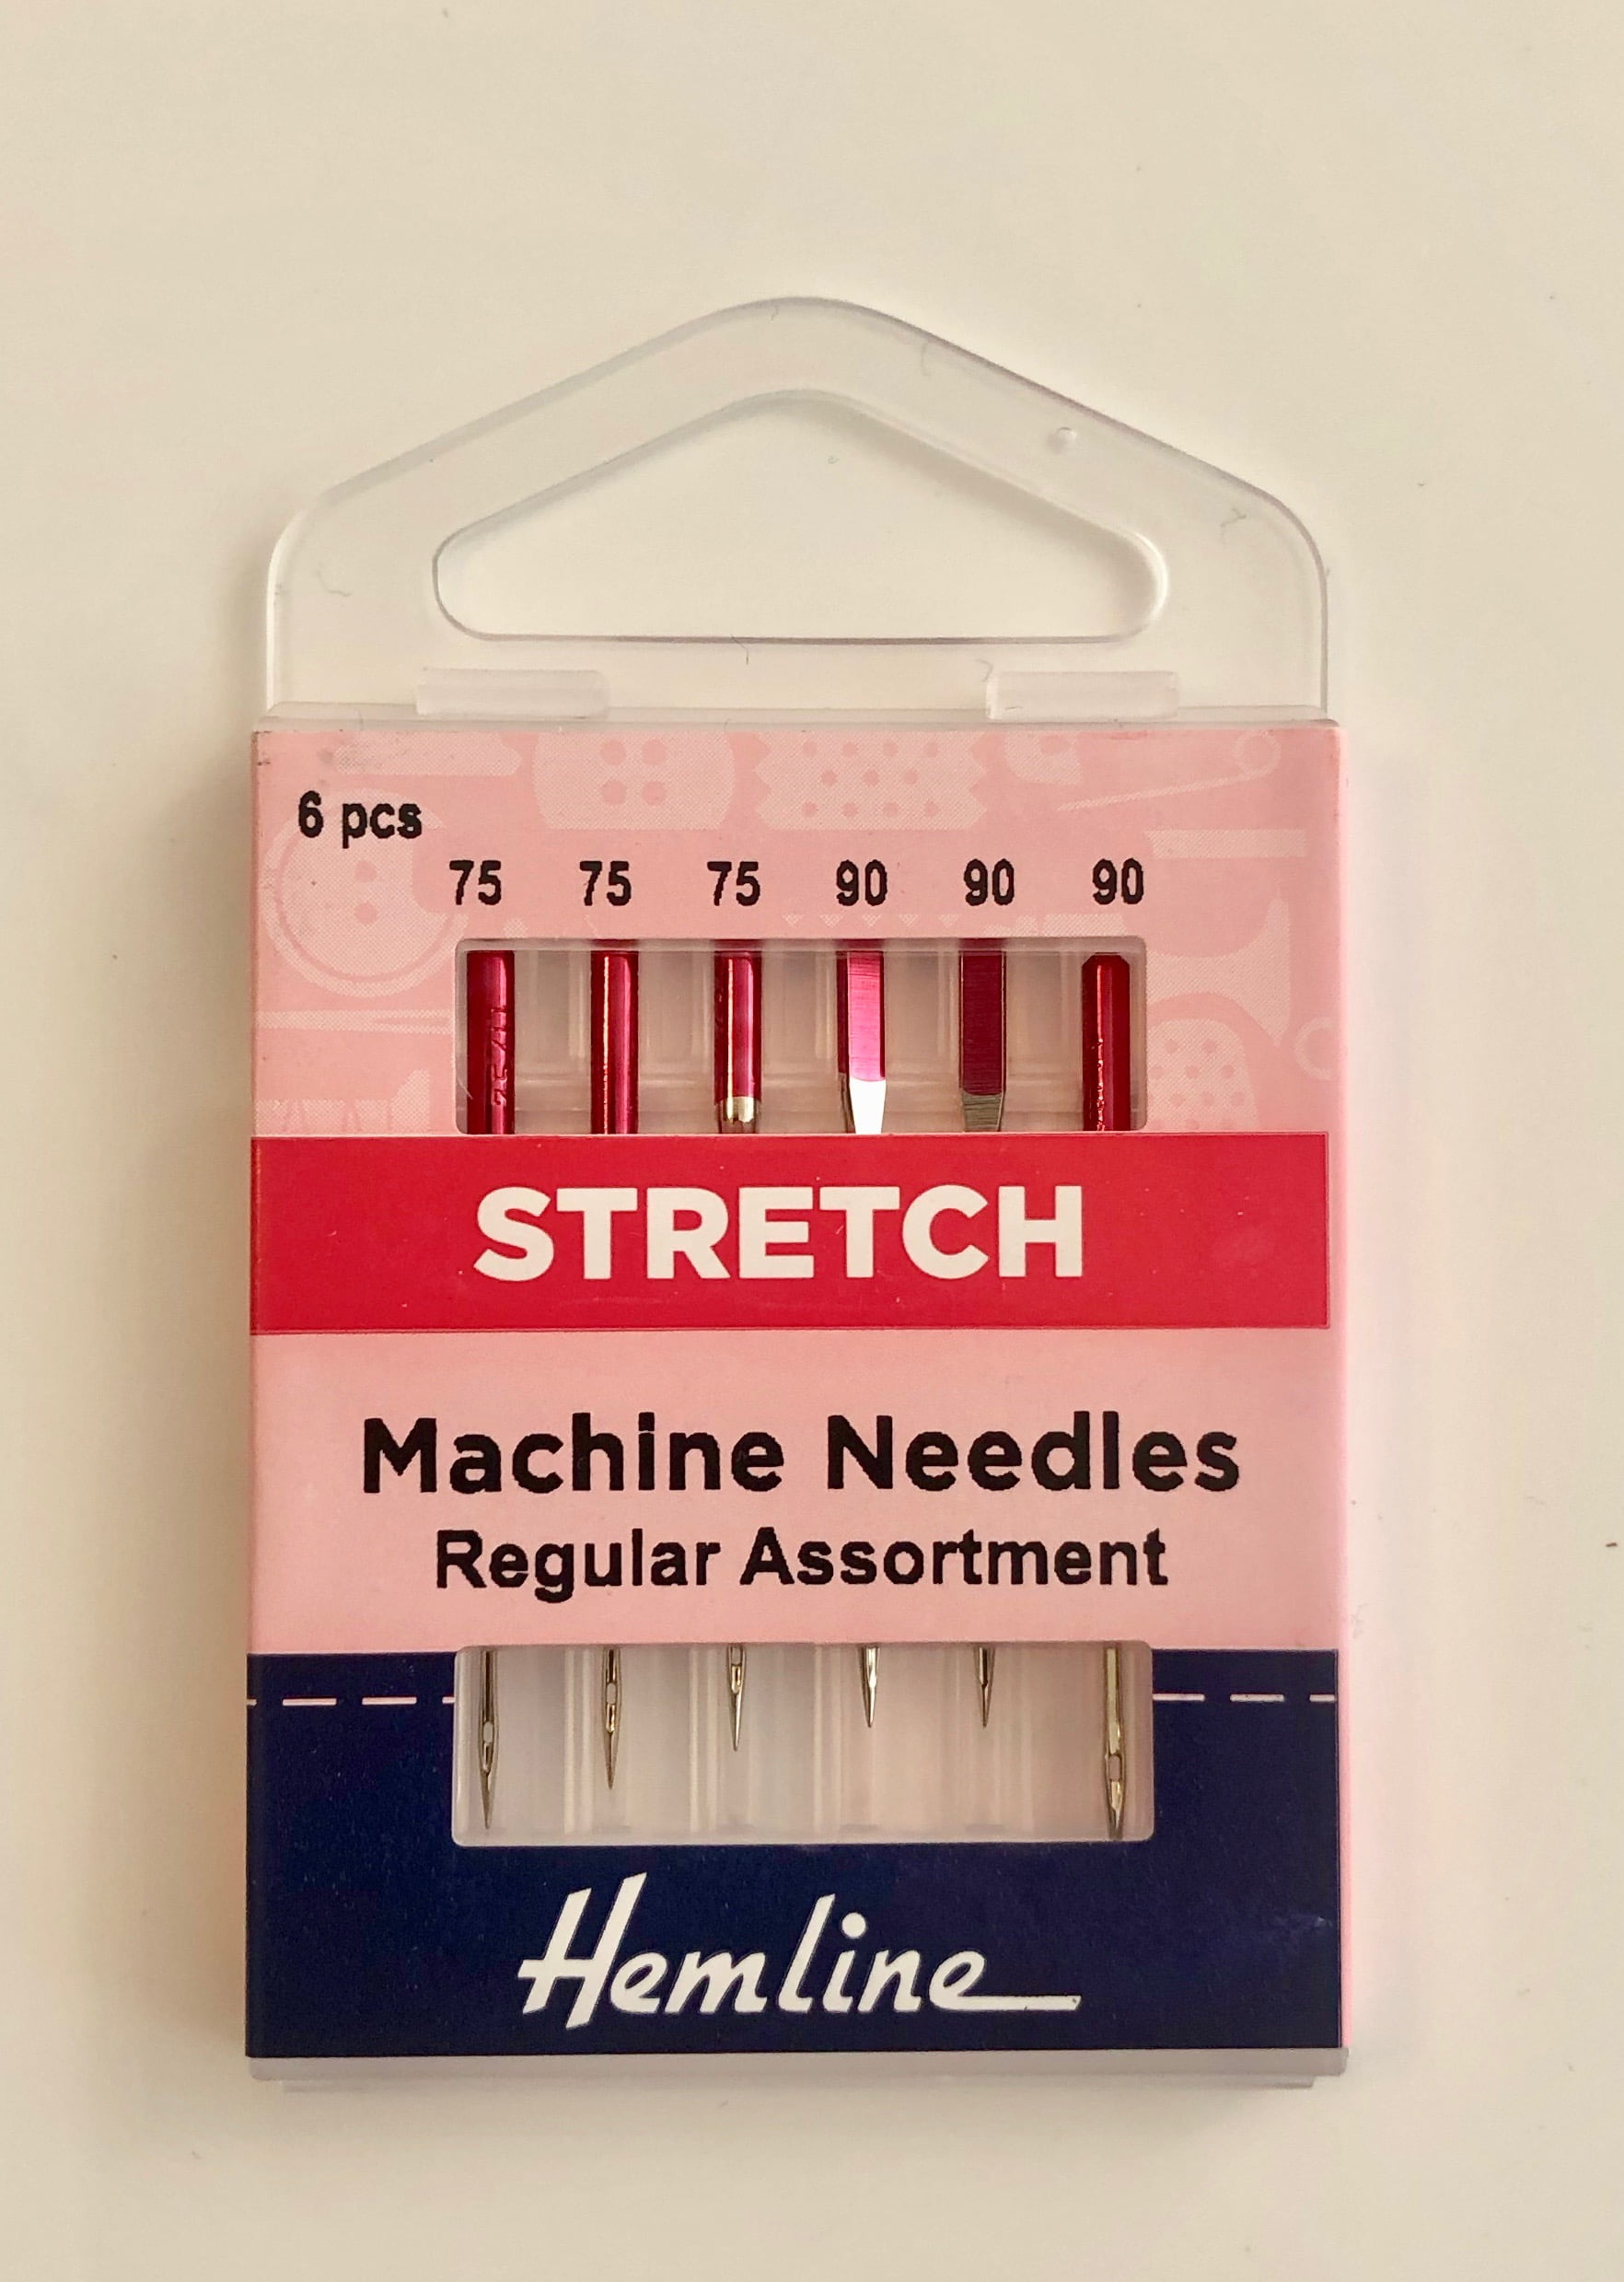 6 pcs
75 75 75 90 90 90
STRETCH
Machine Needles
Regular Assortment
Hemline